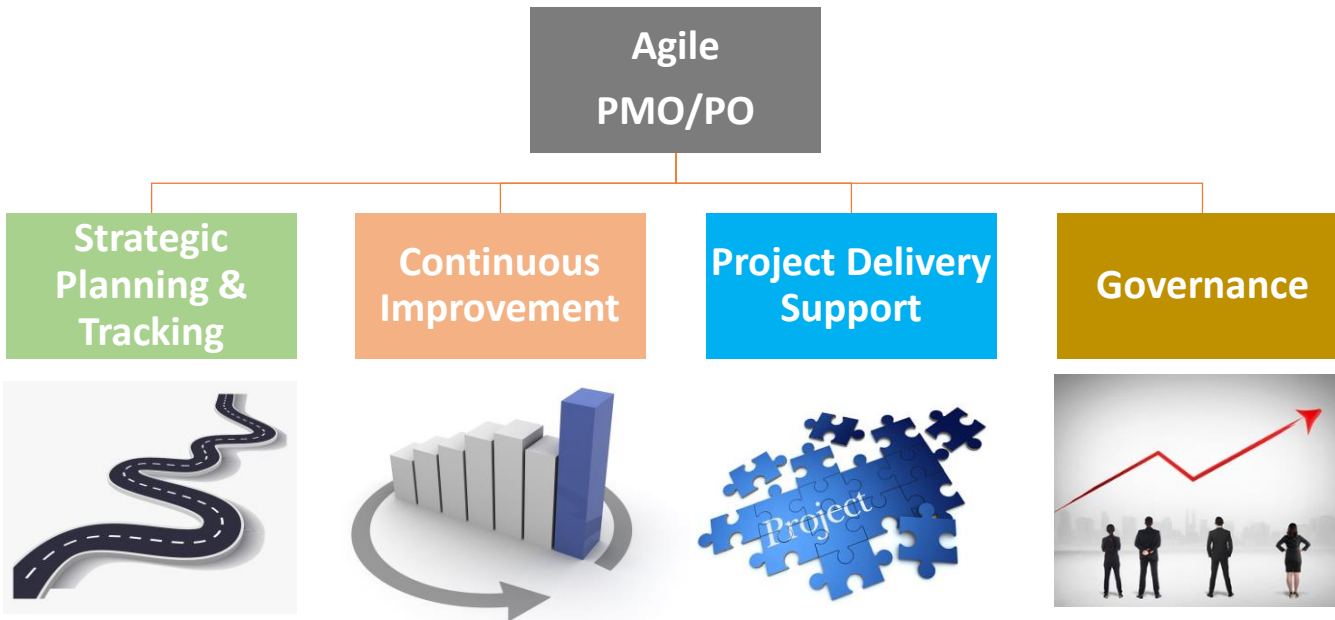 Agile
PMO/PO
Strategic
Planning &
Tracking
Continuous
Improvement
Project Delivery
Support
Governance
Project